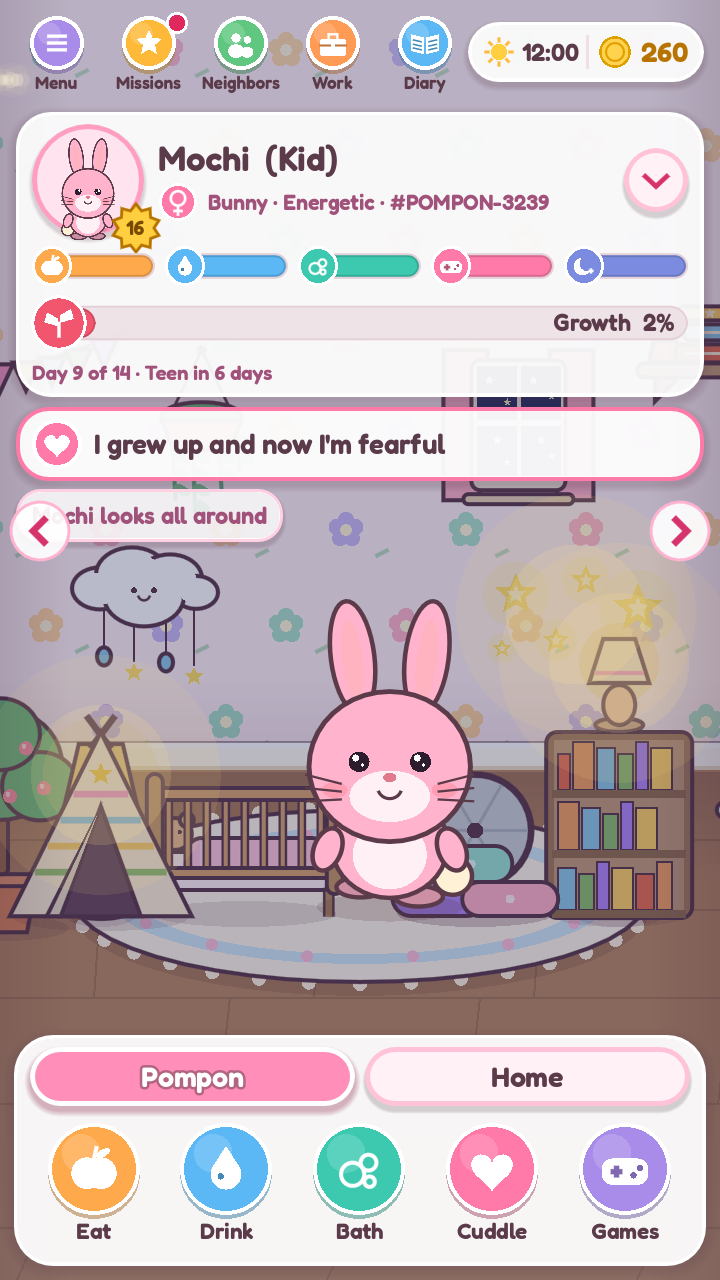 Menu
Missions
Neighbors
Work
Diary
12:00
260
Mochi (Kid)
Bunny · Energetic · #POMPON-3239
16
Growth 2%
Day 9 of 14 · Teen in 6 days
I grew up and now I'm fearful
Mochi looks all around
Pompon
Home
Eat
Drink
Bath
Cuddle
Games